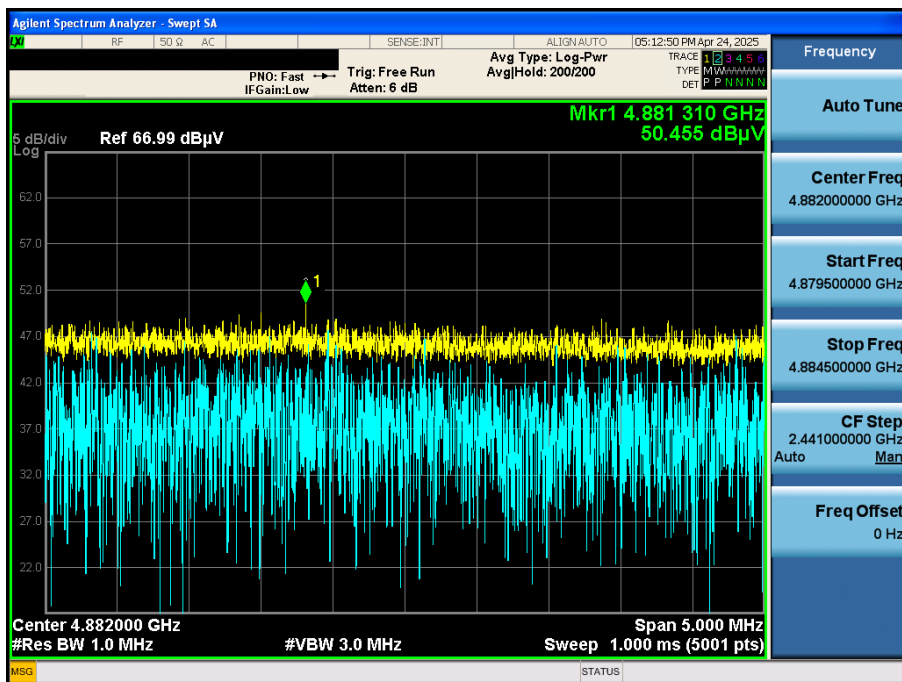 Agilent Spectrum Analyzer - Swept SA
LXI RF 50 Ω AC SENSE:INT ALIGNAUTO 05:12:50 PM Apr 24, 2025
Frequency
PNO: Fast
IFGain:Low
Trig: Free Run
Atten: 6 dB
Avg Type: Log-Pwr
Avg|Hold: 200/200
TRACE 1 2 3 4 5 6
TYPE MWWWWW
DET P P N N N N
Auto Tune
Mkr1 4.881 310 GHz
50.455 dBµV
5 dB/div
Log
Ref 66.99 dBµV
Center Freq
4.882000000 GHz
62.0
57.0
Start Freq
4.879500000 GHz
52.0
1
47.0
Stop Freq
4.884500000 GHz
42.0
37.0
CF Step
2.441000000 GHz
Auto Man
32.0
27.0
Freq Offset
0 Hz
22.0
Center 4.882000 GHz
Span 5.000 MHz
#Res BW 1.0 MHz
#VBW 3.0 MHz
Sweep 1.000 ms (5001 pts)
MSG
STATUS